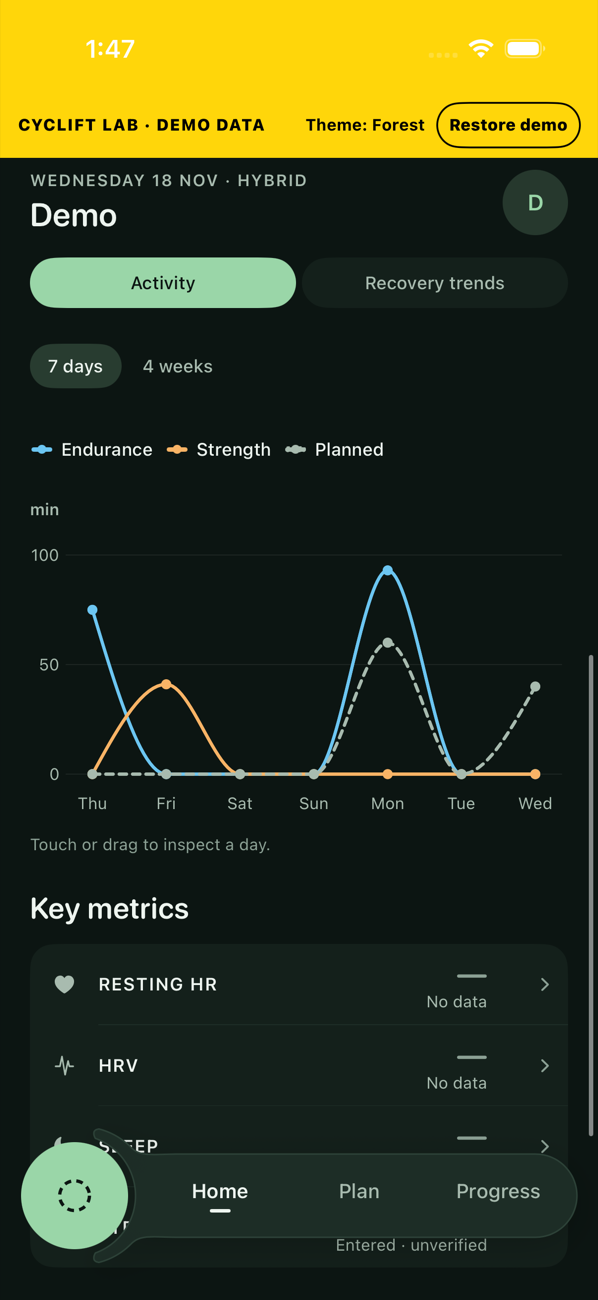 1:47
CYCLIFT LAB · DEMO DATA Theme: Forest Restore demo
WEDNESDAY 18 NOV · HYBRID
Demo
D
Activity Recovery trends
7 days 4 weeks
Endurance Strength Planned
min
100
50
0
Thu Fri Sat Sun Mon Tue Wed
Touch or drag to inspect a day.
Key metrics
RESTING HR
No data
HRV
No data
SLEEP
Home Plan Progress
Entered · unverified